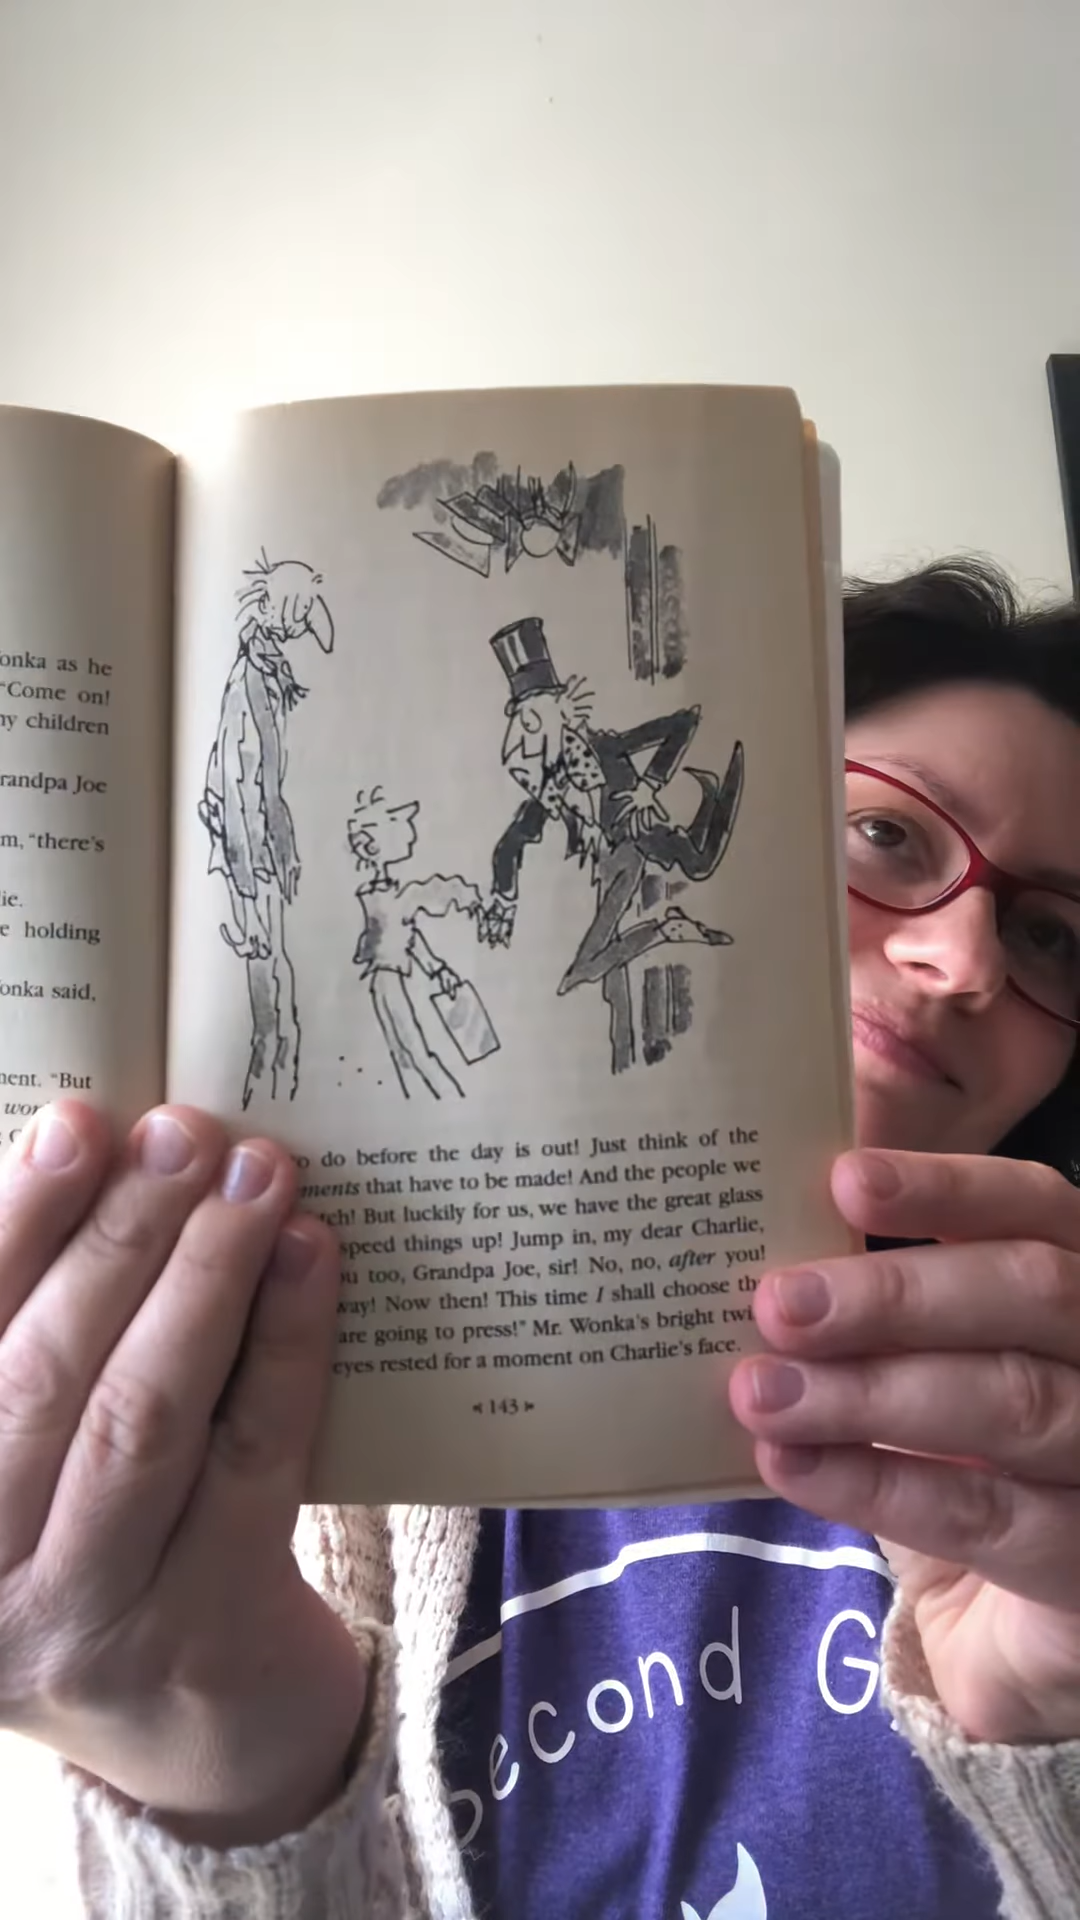 onka as he
“Come on!
ny children
randpa Joe
m, “there’s
ie.
e holding
onka said,
nent. “But
wor
o do before the day is out! Just think of the
ments that have to be made! And the people we
tch! But luckily for us, we have the great glass
speed things up! Jump in, my dear Charlie,
ou too, Grandpa Joe, sir! No, no, after you!
way! Now then! This time I shall choose the
are going to press!” Mr. Wonka’s bright twi
eyes rested for a moment on Charlie’s face.
143
Second G